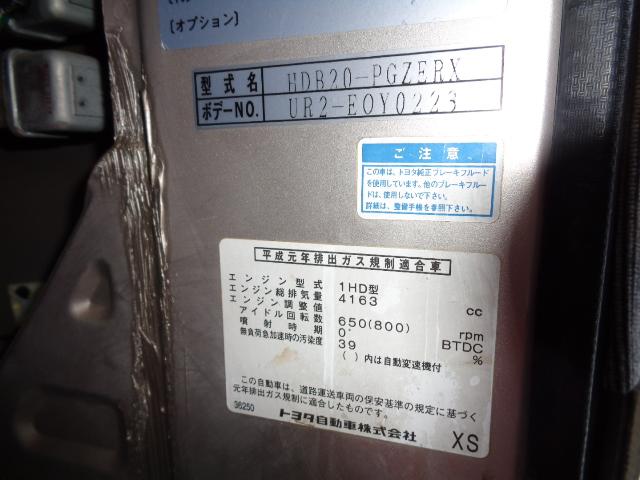 [オプション]
型式名 HDB20-PGZERX
ボデーNO. UR2-EOY0223
ご注意
この車は、トヨタ純正ブレーキフルード
を使用しています。他のブレーキフルー
ドは、使用しないで下さい。
詳細は、整備手帳を参照下さい。
平成元年排出ガス規制適合車
エンジン型式 1HD型
エンジン総排気量 4163 cc
エンジン調整値
アイドル回転数 650(800) rpm
噴射時期 0° BTDC
無負荷急加速時の汚染度 39 %
( )内は自動変速機付
この自動車は、道路運送車両の保安基準の規定に基づく
元年排出ガス規制に適合したものです。
36250
トヨタ自動車株式会社 XS